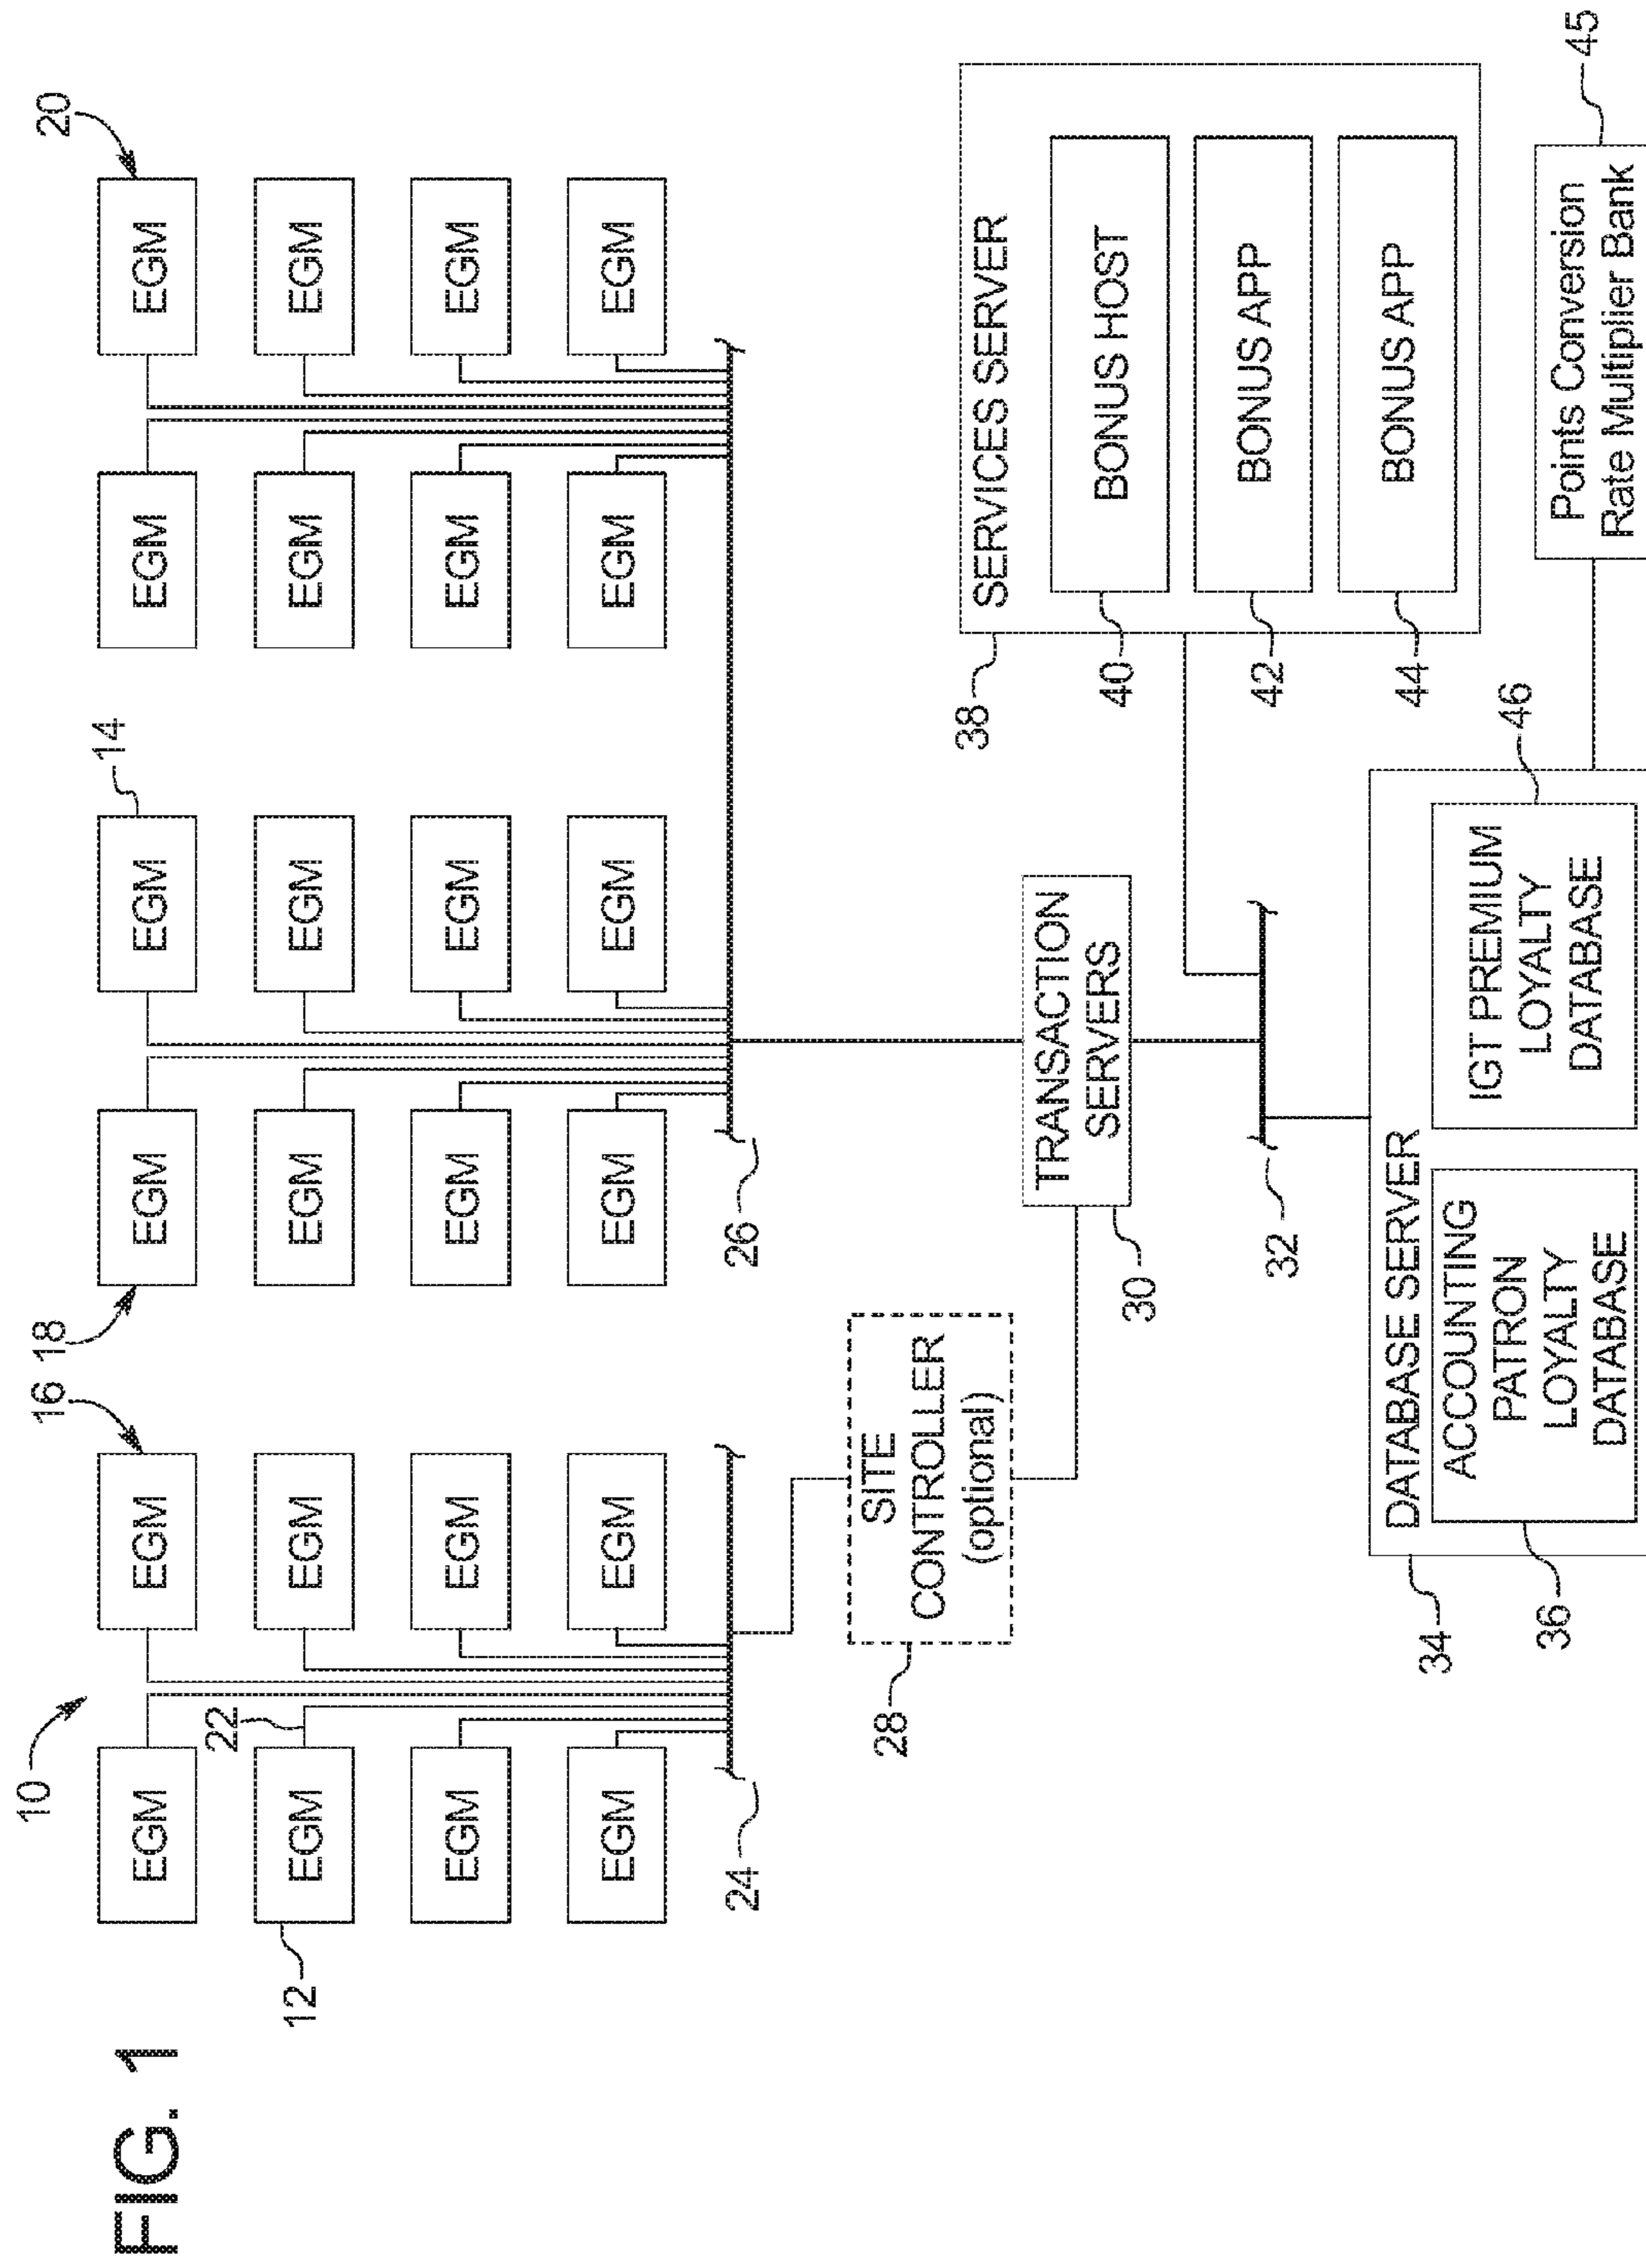 FIG. 1
10
16
18
20
14
EGM EGM EGM EGM EGM EGM
22
12
EGM EGM EGM EGM EGM EGM
EGM EGM EGM EGM EGM EGM
EGM EGM EGM EGM EGM EGM
24
26
28
SITE
CONTROLLER
(optional)
30
TRANSACTION
SERVERS
32
38
SERVICES SERVER
40
BONUS HOST
42
BONUS APP
44
BONUS APP
34
DATABASE SERVER
36
ACCOUNTING
PATRON
LOYALTY
DATABASE
46
IGT PREMIUM
LOYALTY
DATABASE
45
Points Conversion
Rate Multiplier Bank